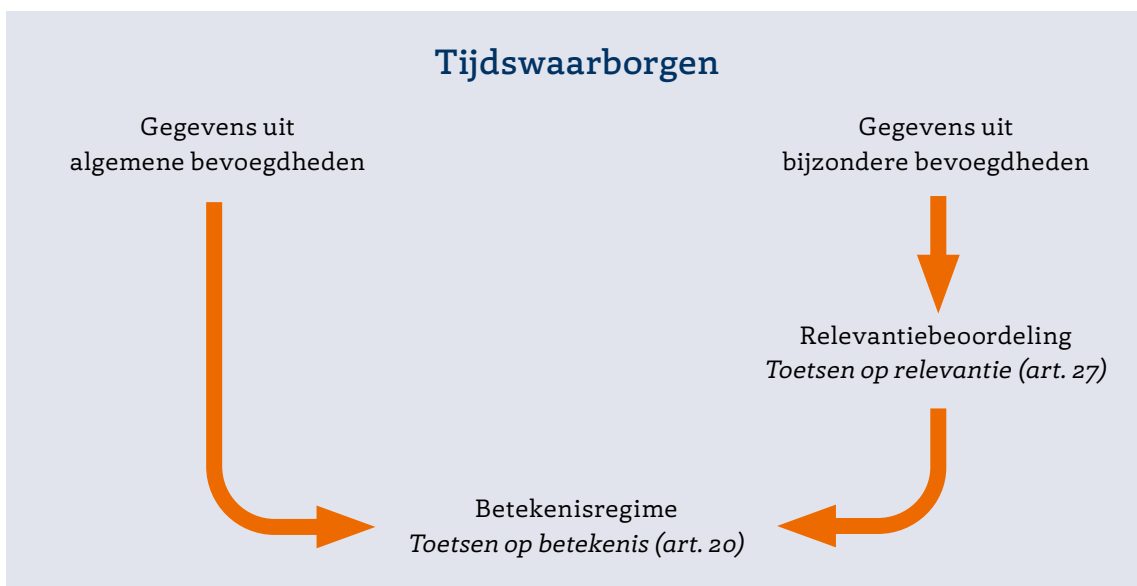 Tijdswaarborgen
Gegevens uit
algemene bevoegdheden
Gegevens uit
bijzondere bevoegdheden
Relevantiebeoordeling
Toetsen op relevantie (art. 27)
Betekenisregime
Toetsen op betekenis (art. 20)